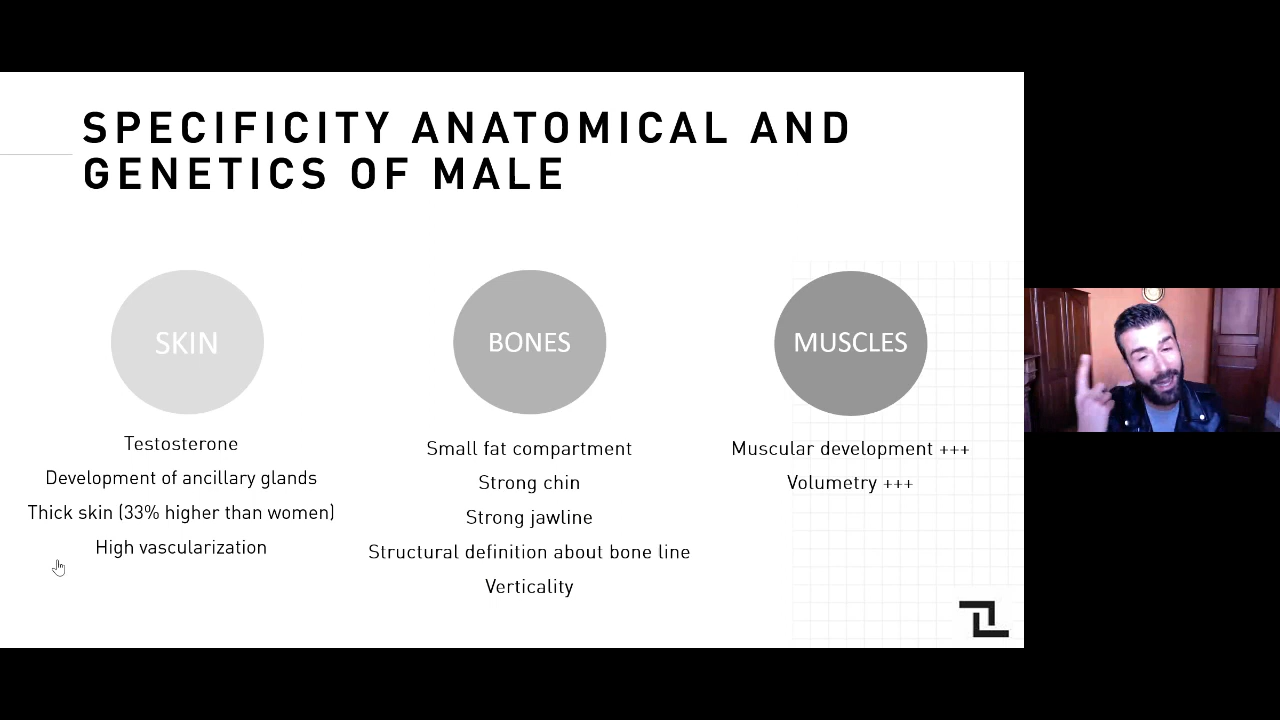 SPECIFICITY ANATOMICAL AND
GENETICS OF MALE
SKIN
Testosterone
Development of ancillary glands
Thick skin (33% higher than women)
High vascularization
BONES
Small fat compartment
Strong chin
Strong jawline
Structural definition about bone line
Verticality
MUSCLES
Muscular development +++
Volumetry +++